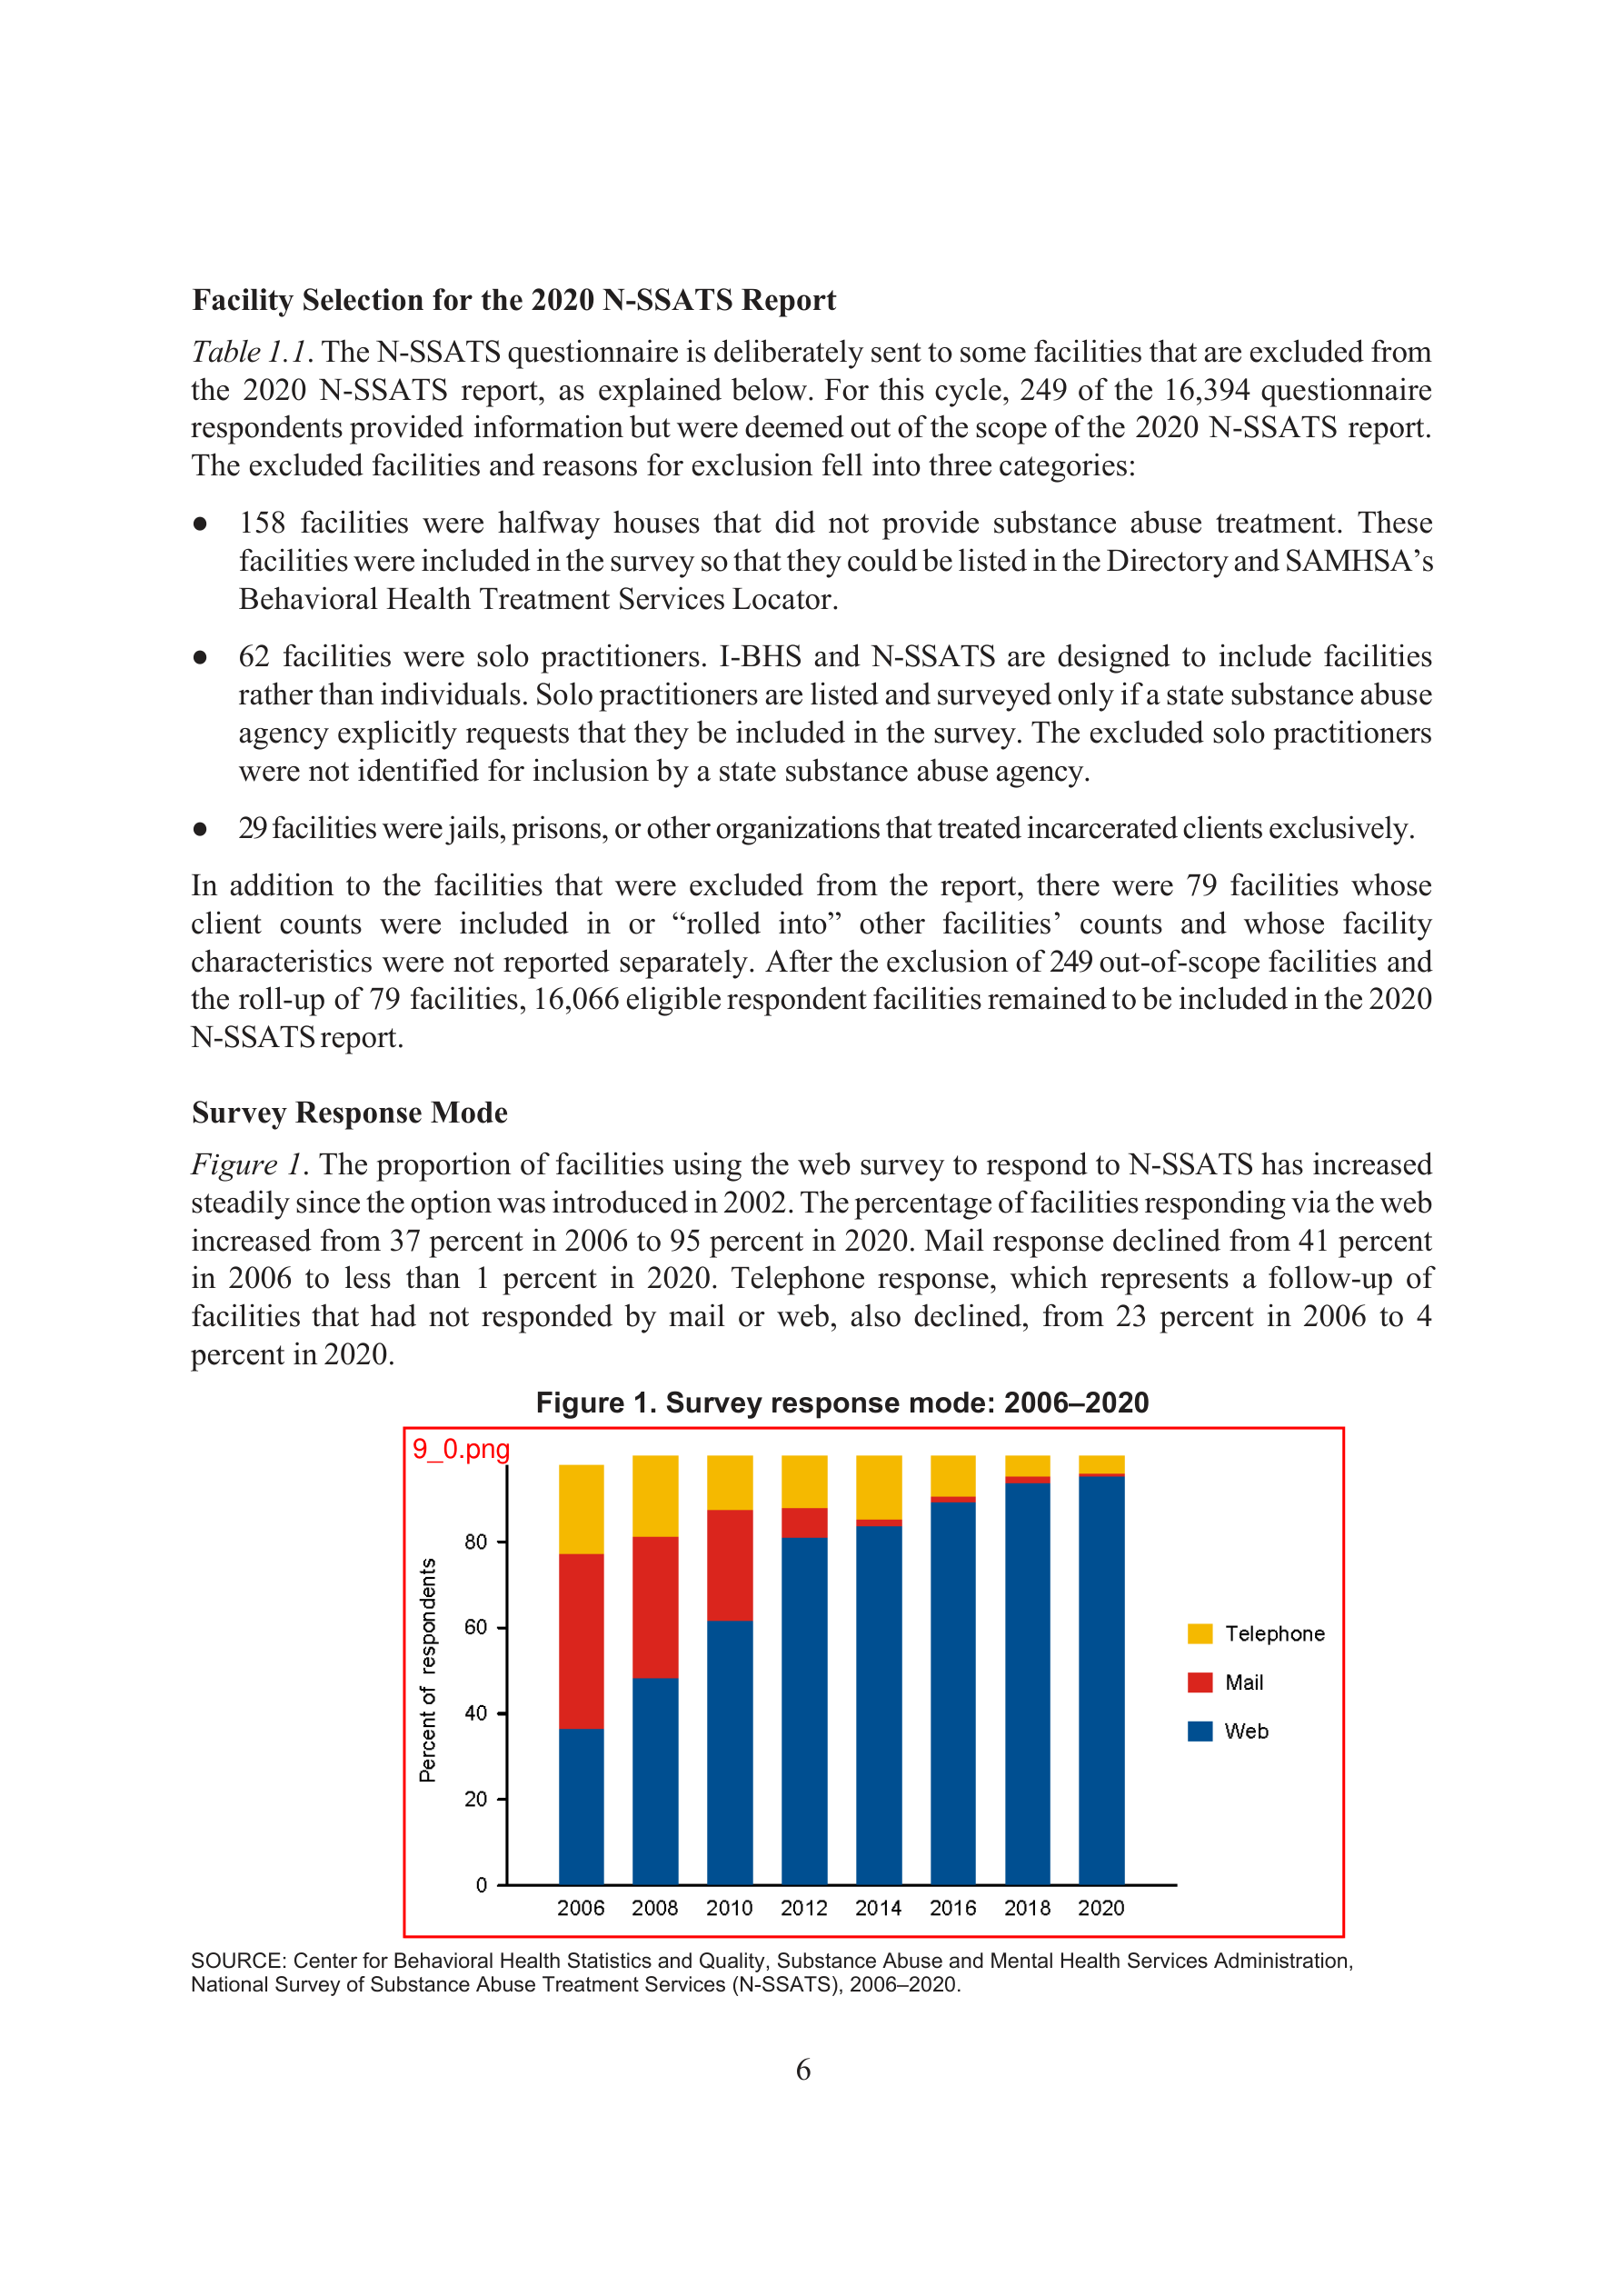 Facility Selection for the 2020 N-SSATS Report
Table 1.1. The N-SSATS questionnaire is deliberately sent to some facilities that are excluded from
the 2020 N-SSATS report, as explained below. For this cycle, 249 of the 16,394 questionnaire
respondents provided information but were deemed out of the scope of the 2020 N-SSATS report.
The excluded facilities and reasons for exclusion fell into three categories:
● 158 facilities were halfway houses that did not provide substance abuse treatment. These
facilities were included in the survey so that they could be listed in the Directory and SAMHSA’s
Behavioral Health Treatment Services Locator.
● 62 facilities were solo practitioners. I-BHS and N-SSATS are designed to include facilities
rather than individuals. Solo practitioners are listed and surveyed only if a state substance abuse
agency explicitly requests that they be included in the survey. The excluded solo practitioners
were not identified for inclusion by a state substance abuse agency.
● 29 facilities were jails, prisons, or other organizations that treated incarcerated clients exclusively.
In addition to the facilities that were excluded from the report, there were 79 facilities whose
client counts were included in or “rolled into” other facilities’ counts and whose facility
characteristics were not reported separately. After the exclusion of 249 out-of-scope facilities and
the roll-up of 79 facilities, 16,066 eligible respondent facilities remained to be included in the 2020
N-SSATS report.
Survey Response Mode
Figure 1. The proportion of facilities using the web survey to respond to N-SSATS has increased
steadily since the option was introduced in 2002. The percentage of facilities responding via the web
increased from 37 percent in 2006 to 95 percent in 2020. Mail response declined from 41 percent
in 2006 to less than 1 percent in 2020. Telephone response, which represents a follow-up of
facilities that had not responded by mail or web, also declined, from 23 percent in 2006 to 4
percent in 2020.
Figure 1. Survey response mode: 2006–2020
9_0.png
Percent of respondents
80
60
40
20
0
2006 2008 2010 2012 2014 2016 2018 2020
Telephone
Mail
Web
SOURCE: Center for Behavioral Health Statistics and Quality, Substance Abuse and Mental Health Services Administration,
National Survey of Substance Abuse Treatment Services (N-SSATS), 2006–2020.
6